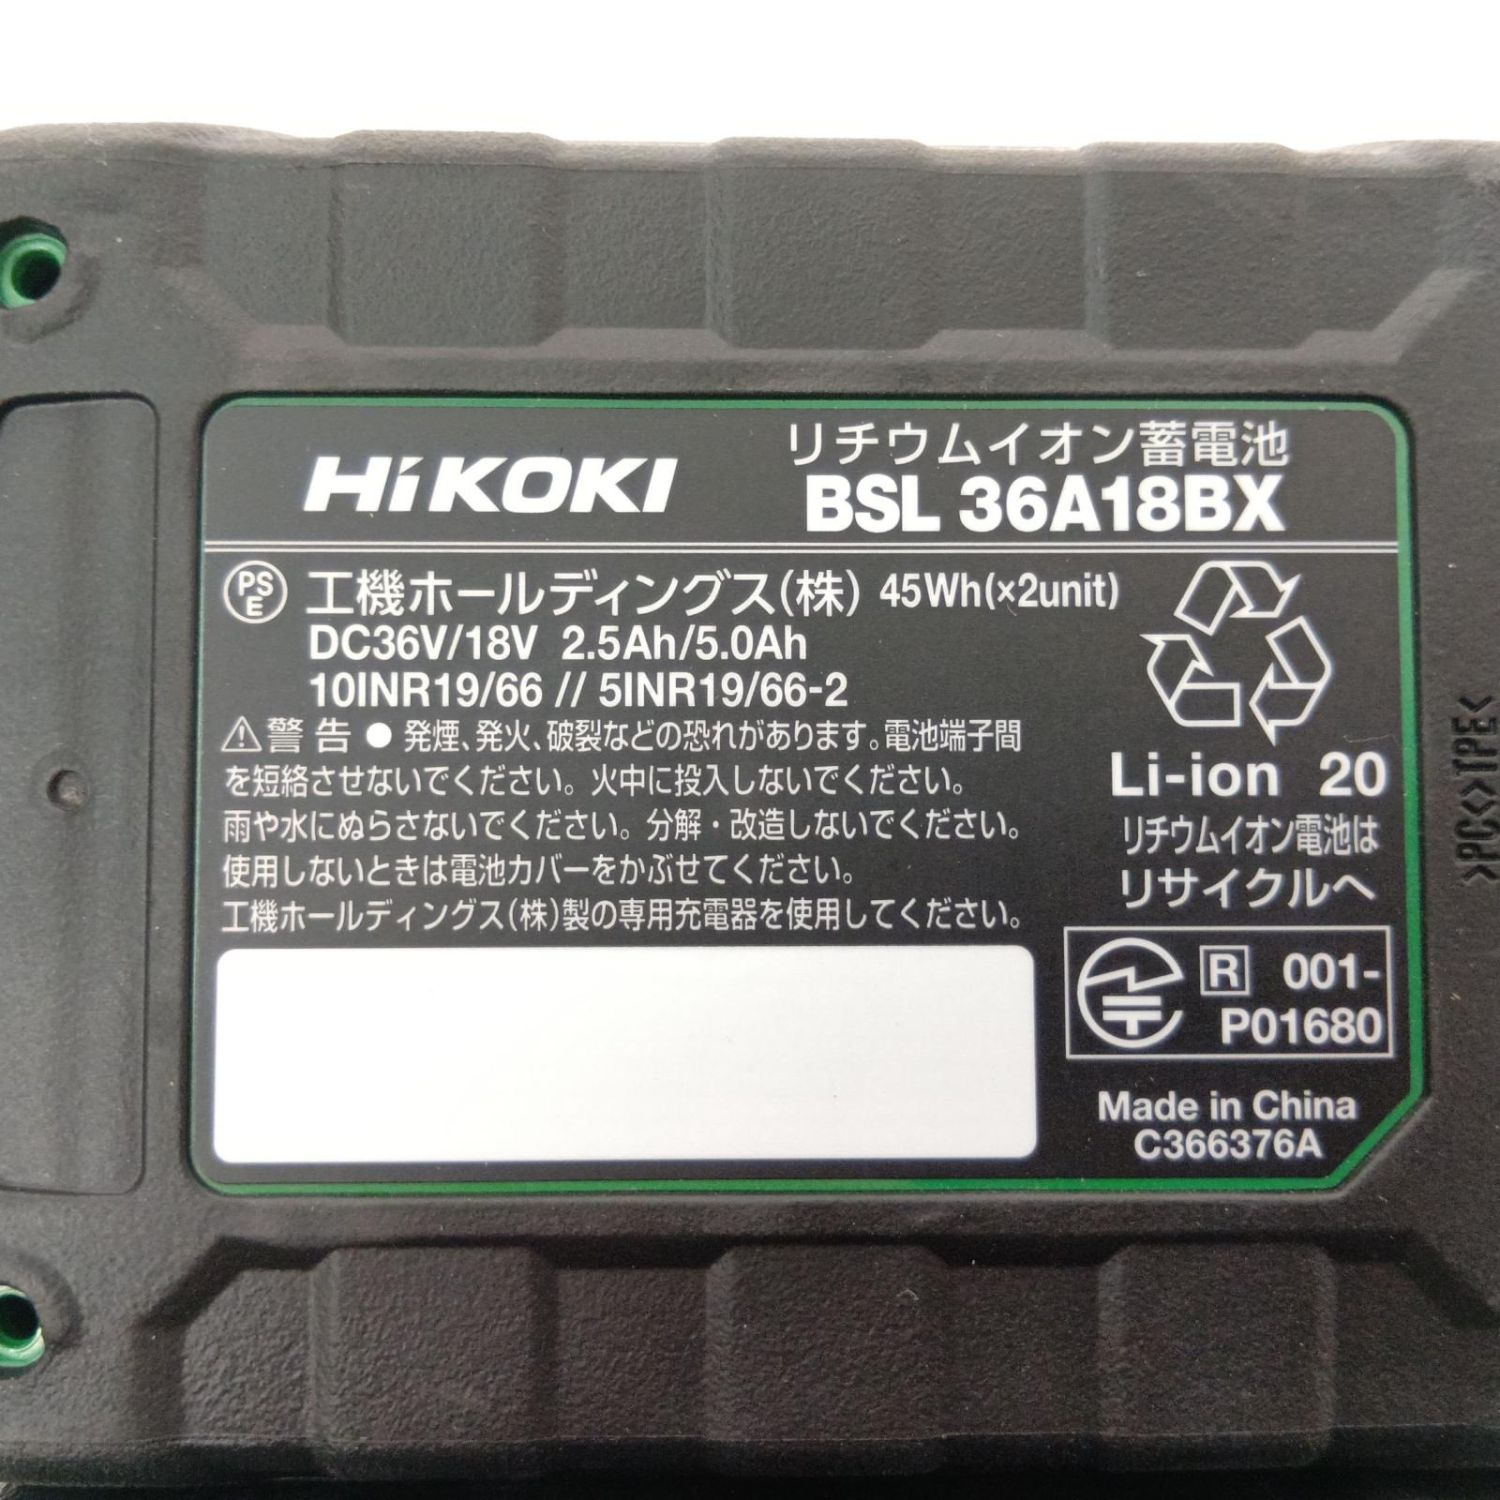 HiKOKI
リチウムイオン蓄電池
BSL 36A18BX
PS
E
工機ホールディングス(株) 45Wh(×2unit)
DC36V/18V 2.5Ah/5.0Ah
10INR19/66 // 5INR19/66-2
警告 ● 発煙、発火、破裂などの恐れがあります。電池端子間
を短絡させないでください。火中に投入しないでください。
雨や水にぬらさないでください。分解・改造しないでください。
使用しないときは電池カバーをかぶせてください。
工機ホールディングス(株)製の専用充電器を使用してください。
Li-ion 20
リチウムイオン電池は
リサイクルへ
R 001-
P01680
Made in China
C366376A
>PC<>TPE<